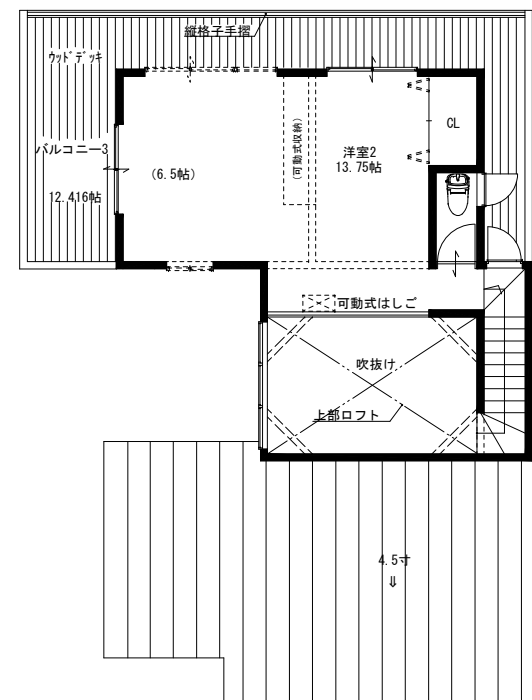 縦格子手摺
ウッドデッキ
バルコニー3
12.416帖
(6.5帖)
(可動式収納)
洋室2
13.75帖
CL
可動式はしご
吹抜け
上部ロフト
4.5寸
⇓